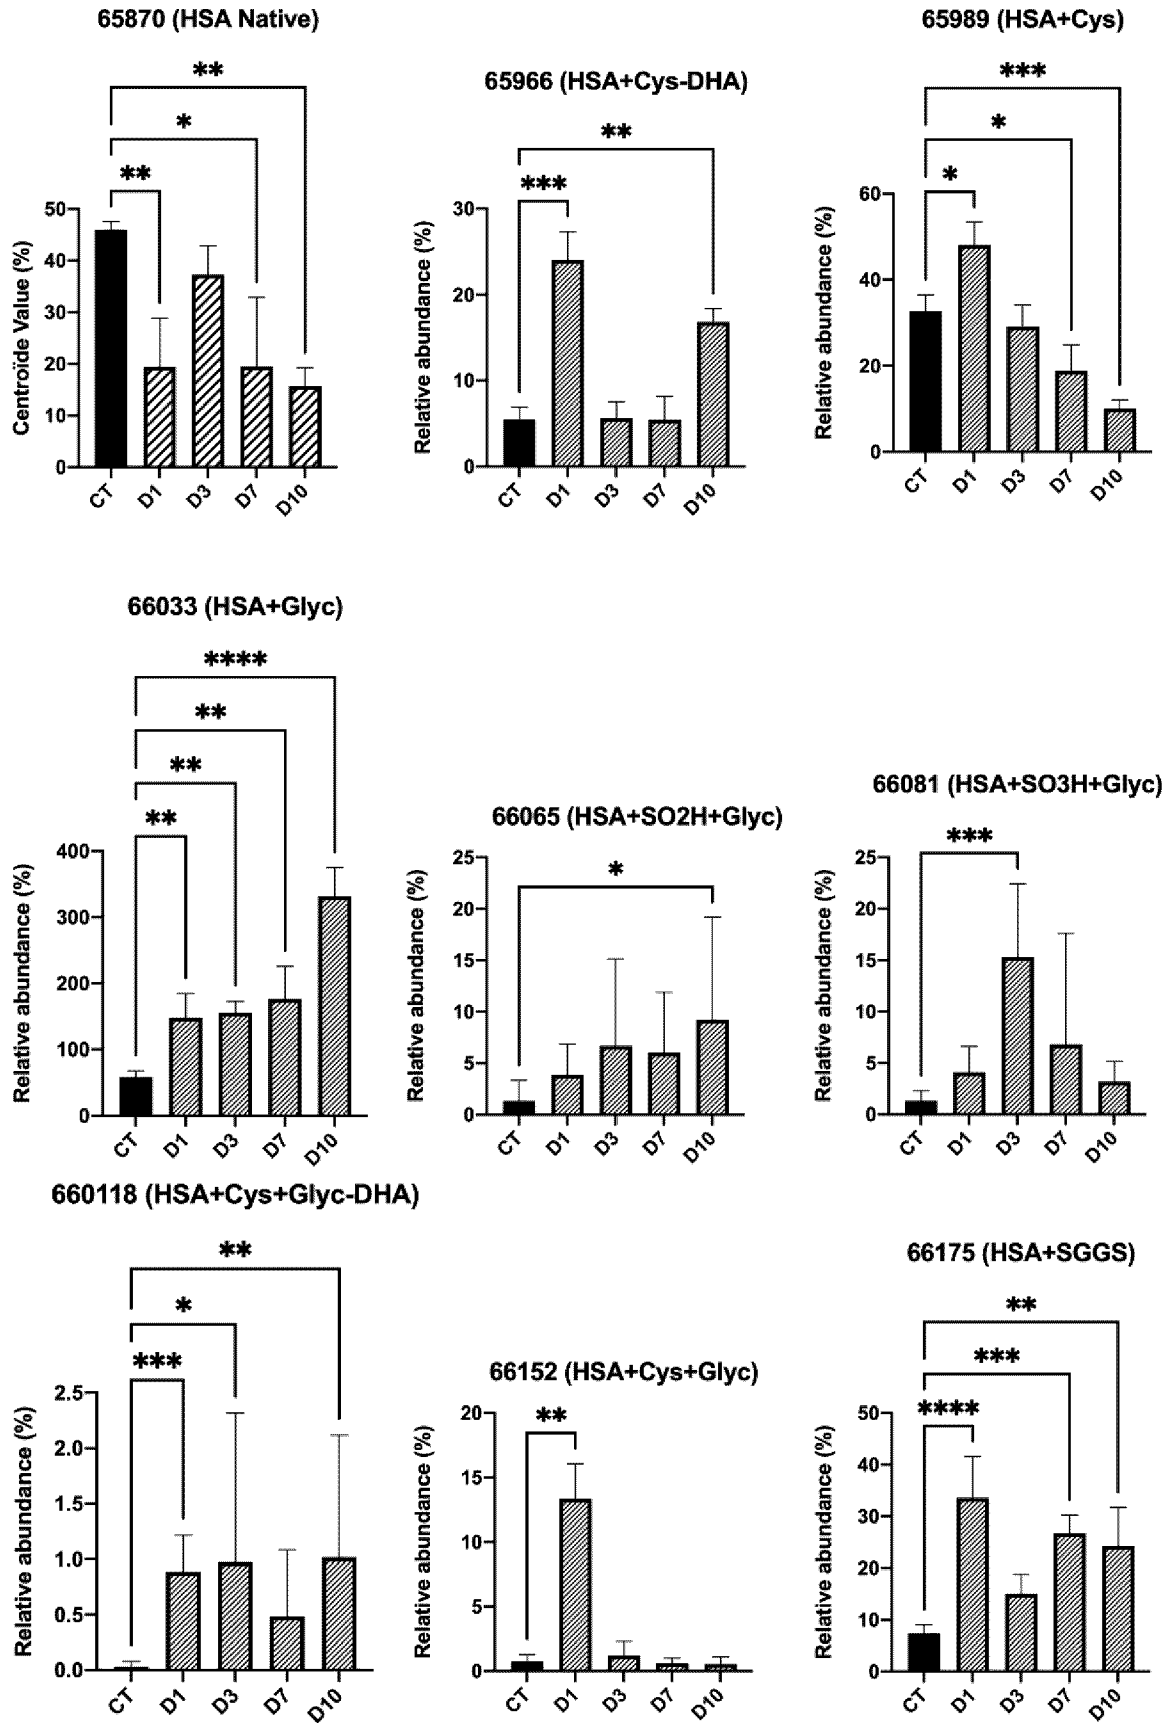 65870 (HSA Native)
**
*
**
Centroïde Value (%)
50
40
30
20
10
0
CT
D1
D3
D7
D10
65966 (HSA+Cys-DHA)
**
***
Relative abundance (%)
30
20
10
0
CT
D1
D3
D7
D10
65989 (HSA+Cys)
***
*
*
Relative abundance (%)
60
40
20
0
CT
D1
D3
D7
D10
66033 (HSA+Glyc)
****
**
**
**
Relative abundance (%)
400
300
200
100
0
CT
D1
D3
D7
D10
66065 (HSA+SO2H+Glyc)
*
Relative abundance (%)
25
20
15
10
5
0
CT
D1
D3
D7
D10
66081 (HSA+SO3H+Glyc)
***
Relative abundance (%)
25
20
15
10
5
0
CT
D1
D3
D7
D10
660118 (HSA+Cys+Glyc-DHA)
**
*
***
Relative abundance (%)
2.5
2.0
1.5
1.0
0.5
0.0
CT
D1
D3
D7
D10
66152 (HSA+Cys+Glyc)
**
Relative abundance (%)
20
15
10
5
0
CT
D1
D3
D7
D10
66175 (HSA+SGGS)
**
***
****
Relative abundance (%)
50
40
30
20
10
0
CT
D1
D3
D7
D10